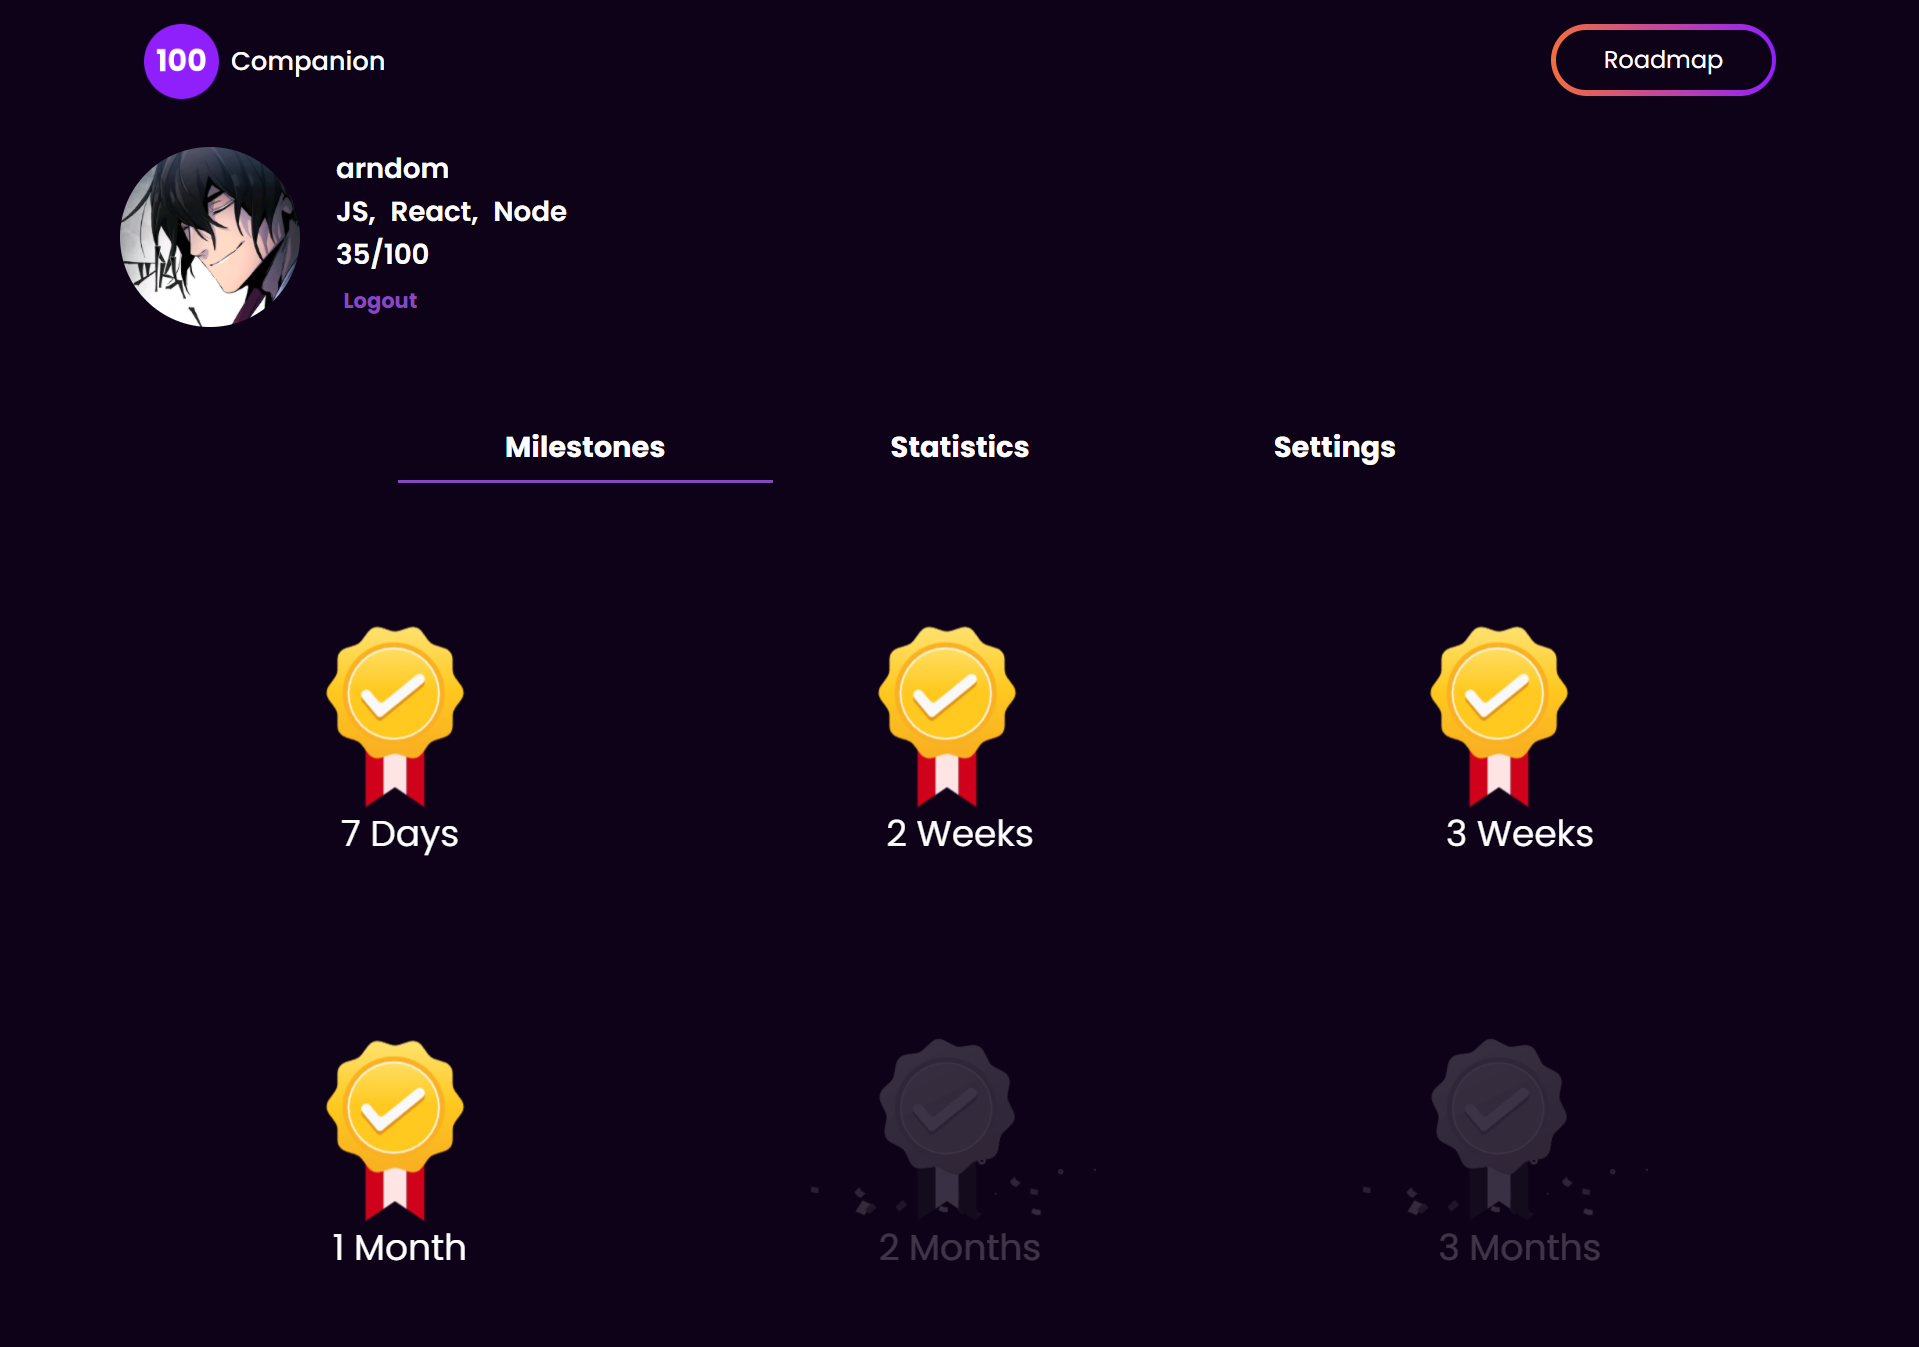 100 Companion
Roadmap
arndom
JS, React, Node
35/100
Logout
Milestones Statistics Settings
7 Days 2 Weeks 3 Weeks
1 Month 2 Months 3 Months